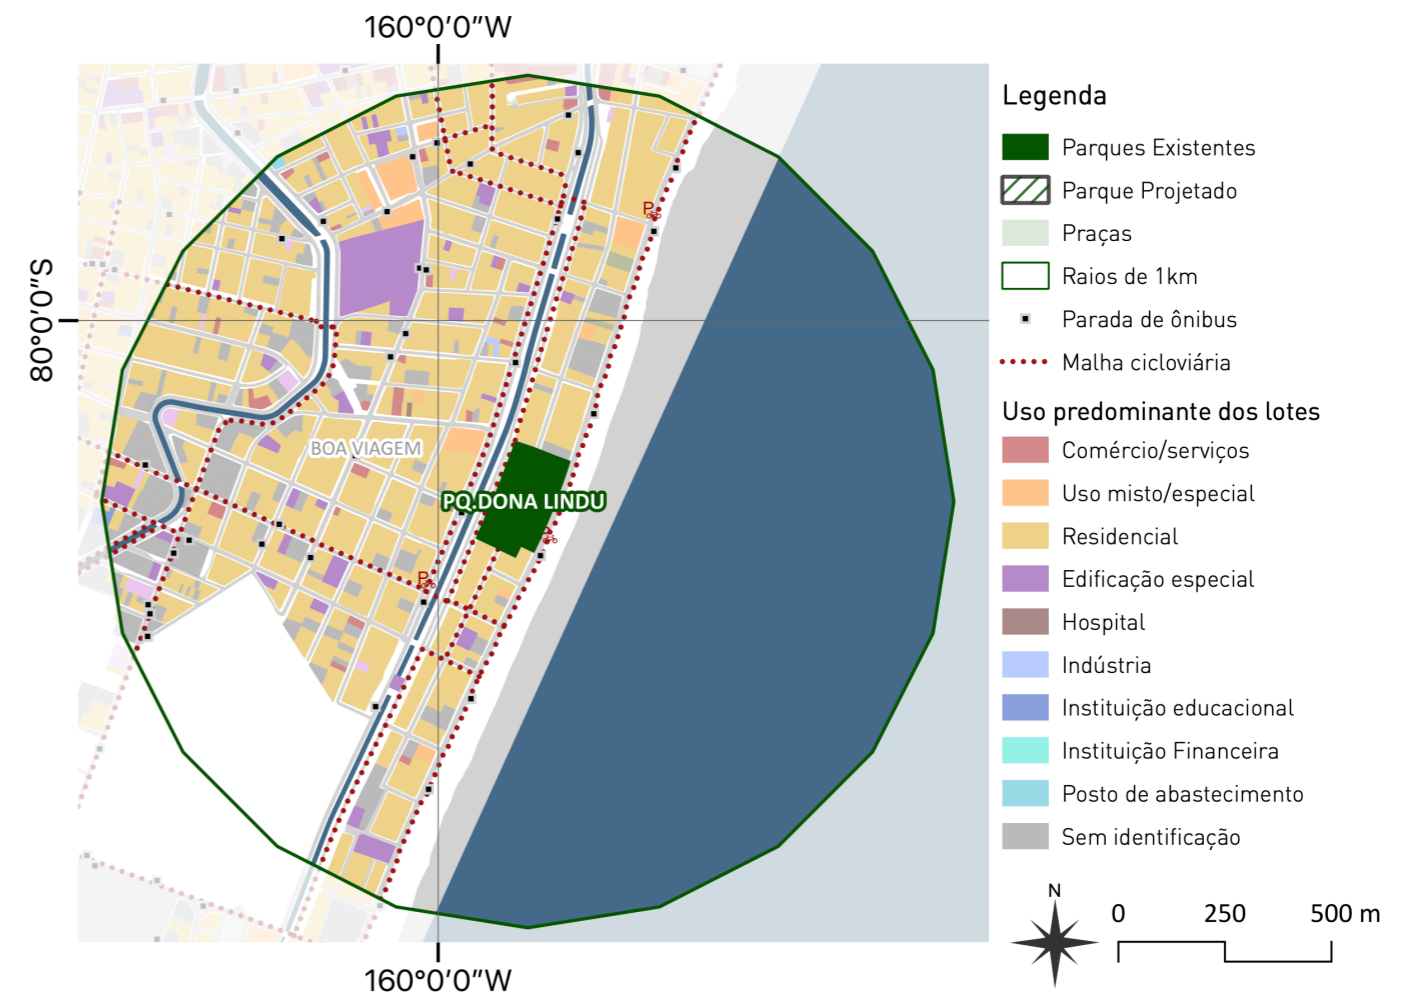 160°0’0”W
80°0’0”S
P
BOA VIAGEM
PQ.DONA LINDU
P
160°0’0”W
Legenda
Parques Existentes
Parque Projetado
Praças
Raios de 1km
Parada de ônibus
Malha cicloviária
Uso predominante dos lotes
Comércio/serviços
Uso misto/especial
Residencial
Edificação especial
Hospital
Indústria
Instituição educacional
Instituição Financeira
Posto de abastecimento
Sem identificação
N
0 250 500 m